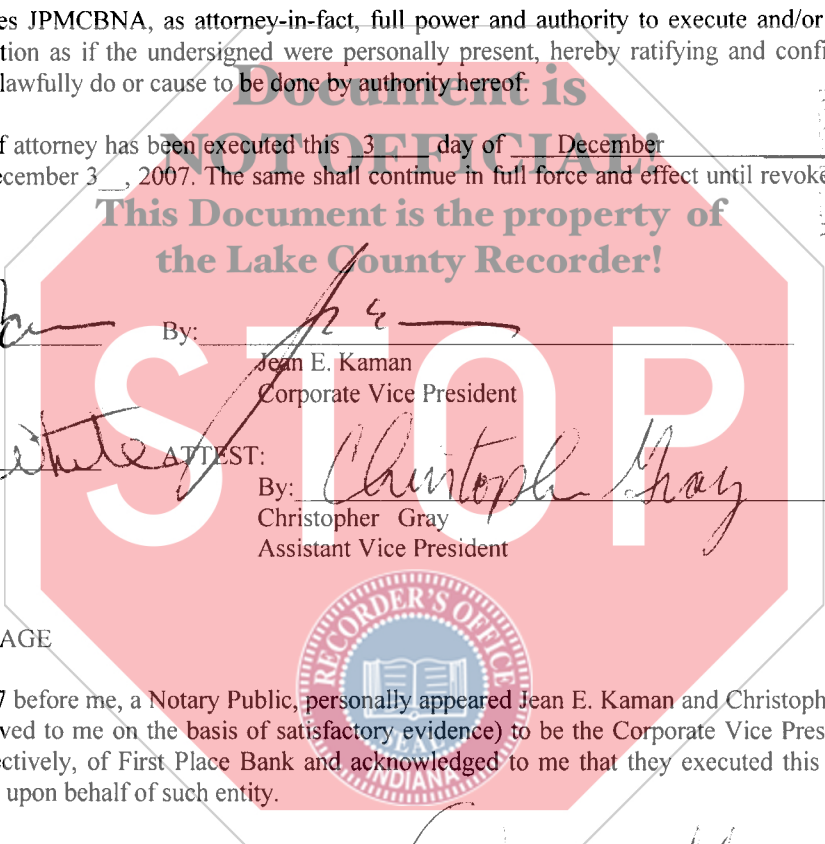 es JPMCBNA, as attorney-in-fact, full power and authority to execute and/or
tion as if the undersigned were personally present, hereby ratifying and confi
lawfully do or cause to be done by authority hereof.
Document is
NOT OFFICIAL!
f attorney has been executed this 3 day of December
ecember 3__, 2007. The same shall continue in full force and effect until revoke
This Document is the property of
the Lake County Recorder!
By:
Jean E. Kaman
Corporate Vice President
STOP
White
ATTEST:
By: Christopher Gray
Christopher Gray
Assistant Vice President
RECORDER'S OFFICE
SEAL
INDIANA
AGE
7 before me, a Notary Public, personally appeared Jean E. Kaman and Christoph
ved to me on the basis of satisfactory evidence) to be the Corporate Vice Pres
ectively, of First Place Bank and acknowledged to me that they executed this
upon behalf of such entity.